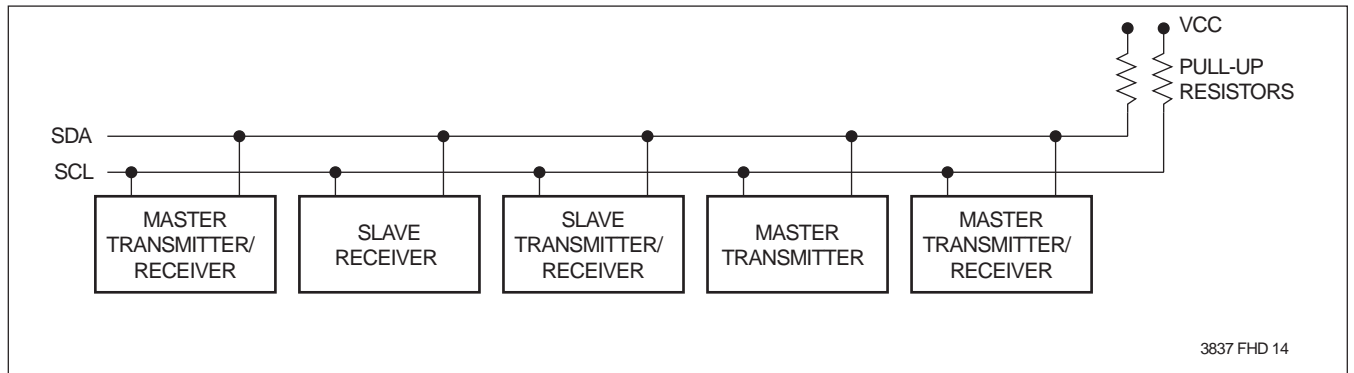 VCC
PULL-UP
RESISTORS
SDA
SCL
MASTER
TRANSMITTER/
RECEIVER
SLAVE
RECEIVER
SLAVE
TRANSMITTER/
RECEIVER
MASTER
TRANSMITTER
MASTER
TRANSMITTER/
RECEIVER
3837 FHD 14